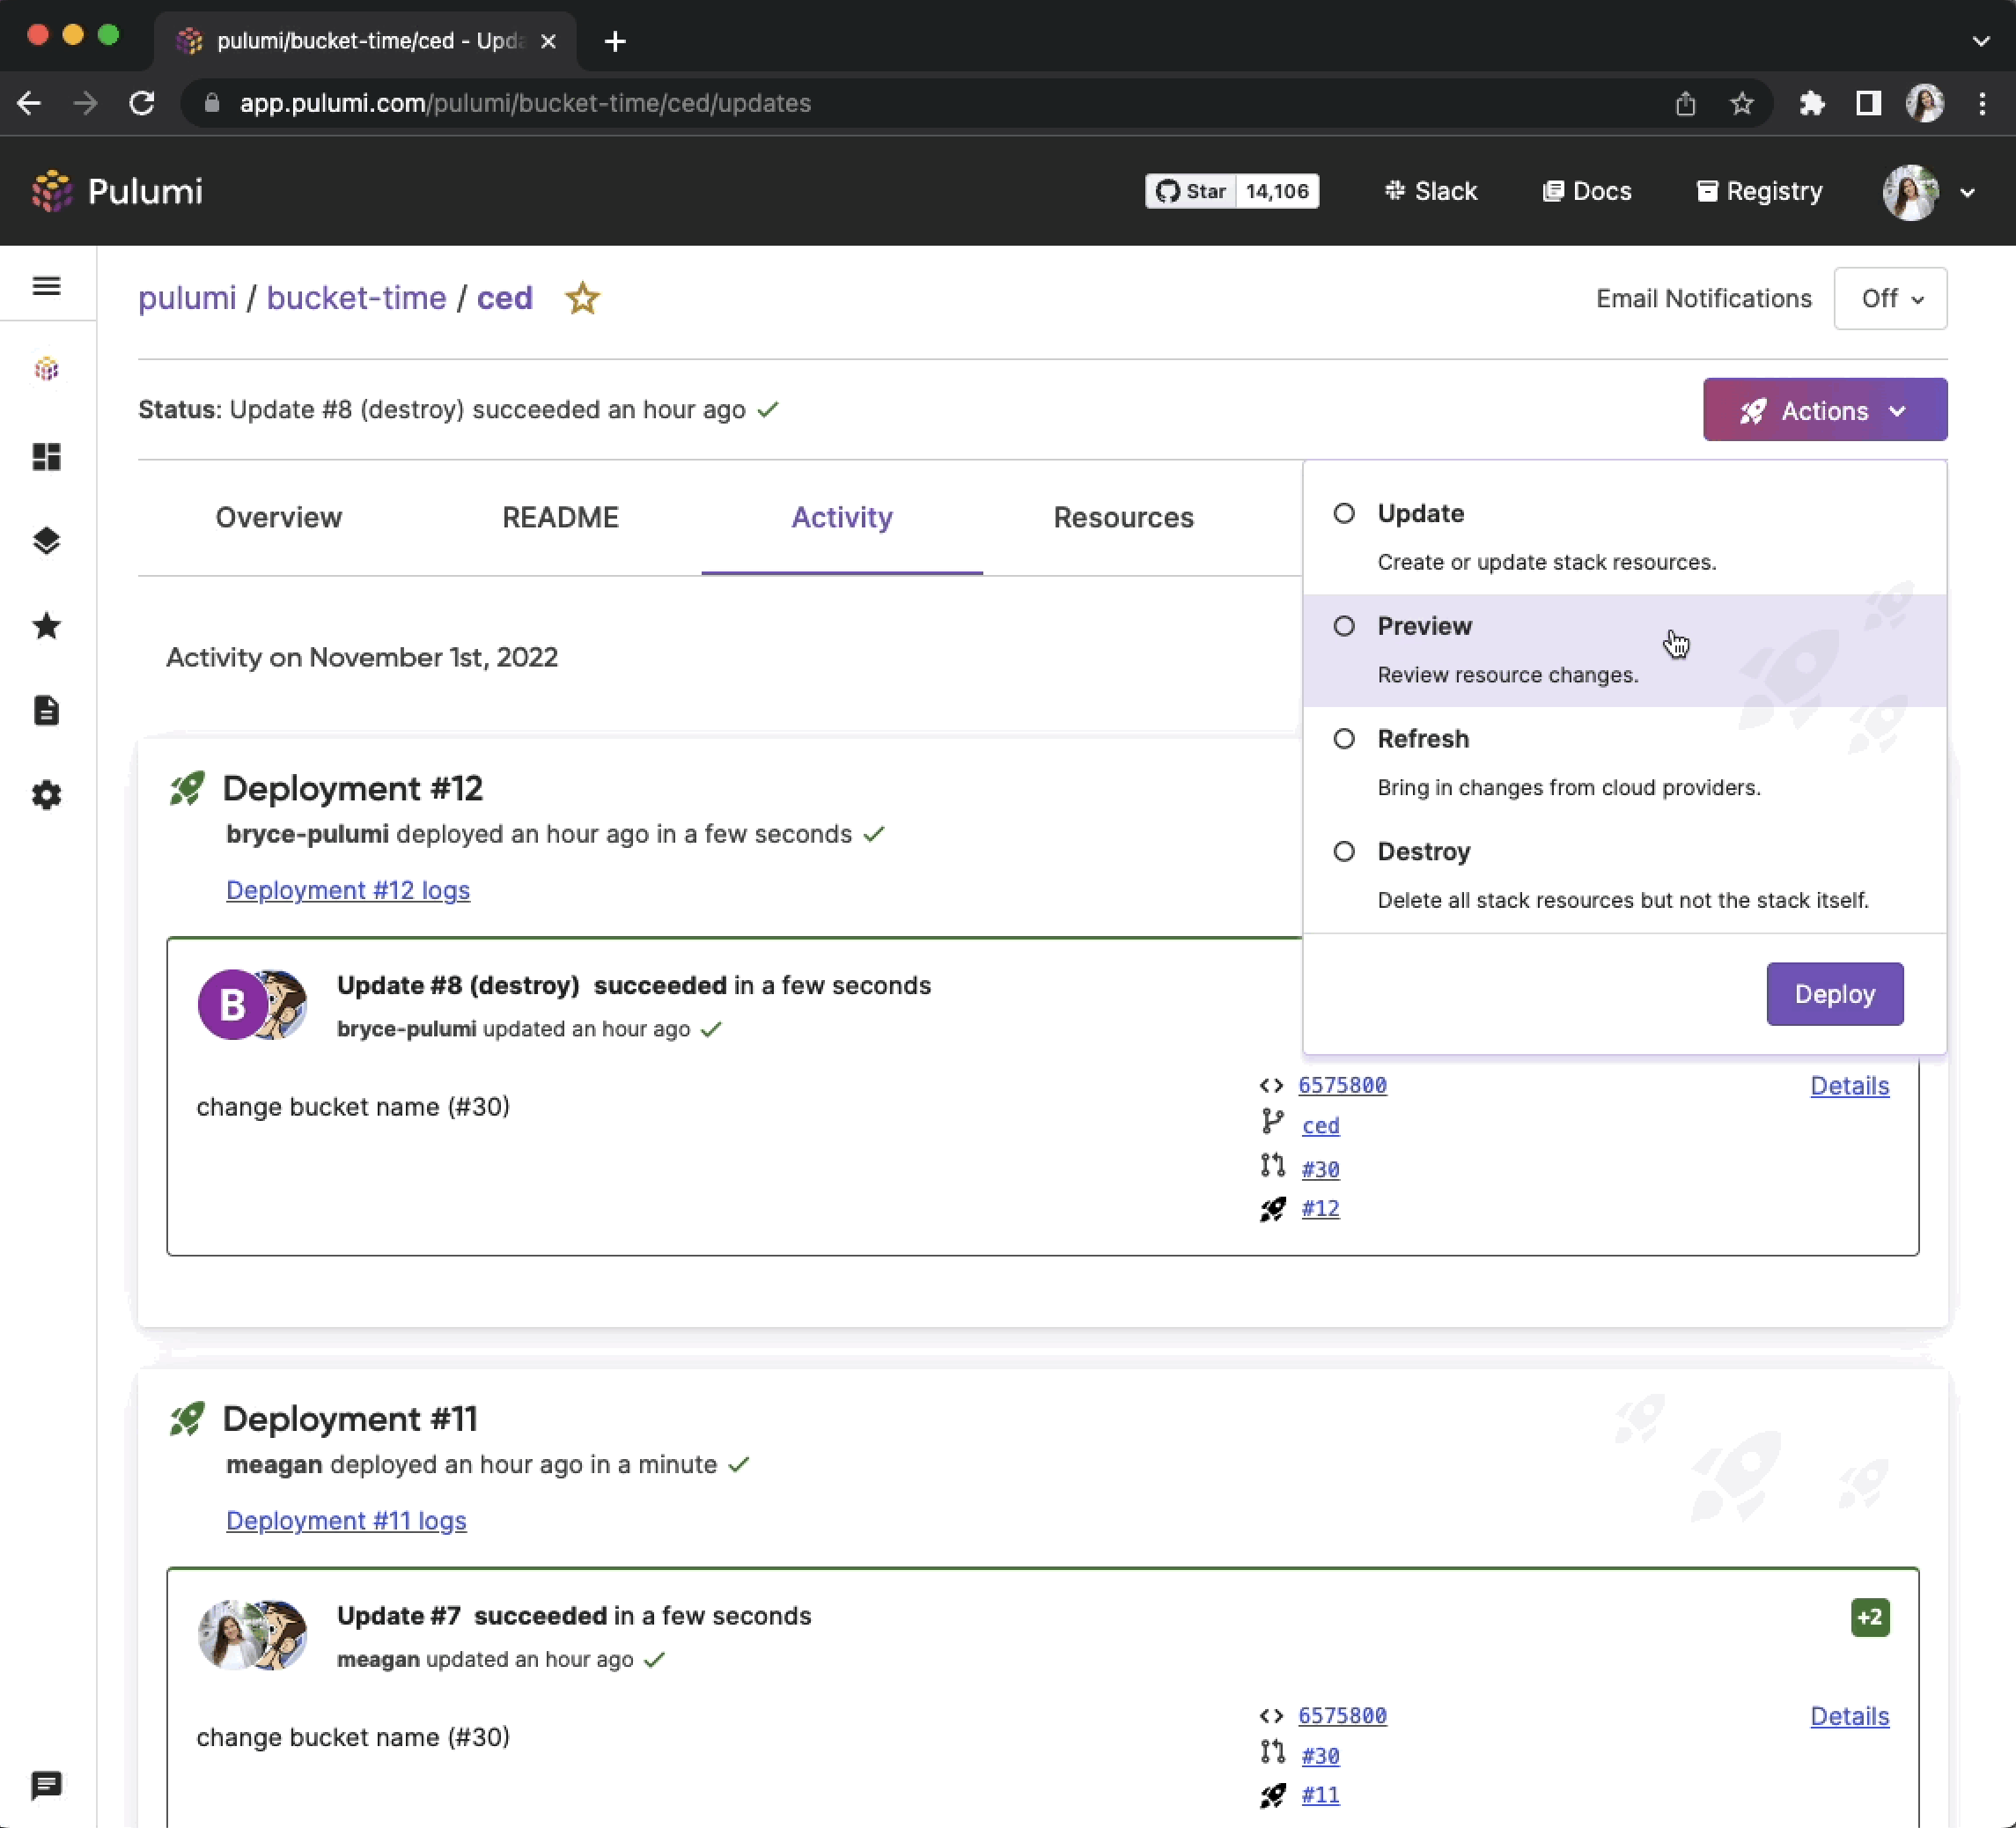 pulumi/bucket-time/ced - Upda
app.pulumi.com/pulumi/bucket-time/ced/updates
Pulumi
Star 14,106
Slack
Docs
Registry
pulumi / bucket-time / ced
Email Notifications
Off
Status: Update #8 (destroy) succeeded an hour ago
Actions
Overview
README
Activity
Resources
Update
Create or update stack resources.
Preview
Review resource changes.
Refresh
Bring in changes from cloud providers.
Destroy
Delete all stack resources but not the stack itself.
Deploy
Activity on November 1st, 2022
Deployment #12
bryce-pulumi deployed an hour ago in a few seconds
Deployment #12 logs
B
Update #8 (destroy) succeeded in a few seconds
bryce-pulumi updated an hour ago
change bucket name (#30)
6575800
ced
#30
#12
Details
Deployment #11
meagan deployed an hour ago in a minute
Deployment #11 logs
Update #7 succeeded in a few seconds
meagan updated an hour ago
+2
change bucket name (#30)
6575800
#30
#11
Details